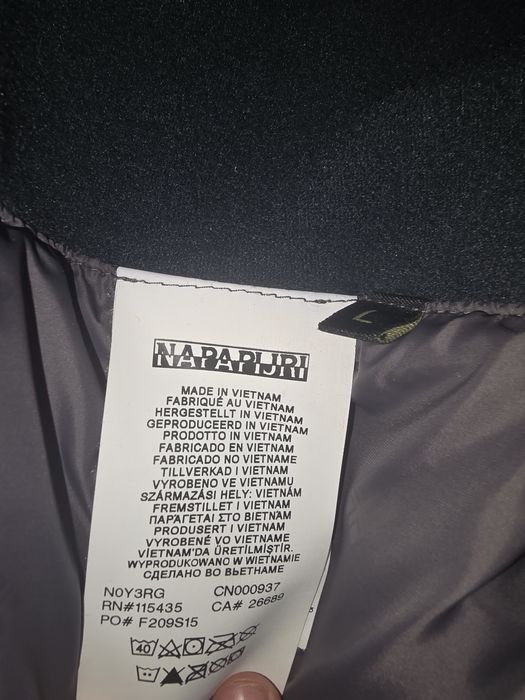 L
NAPAPIJRI
MADE IN VIETNAM
FABRIQUÉ AU VIETNAM
HERGESTELLT IN VIETNAM
GEPRODUCEERD IN VIETNAM
PRODOTTO IN VIETNAM
FABRICADO EN VIETNAM
FABRICADO NO VIETNAME
TILLVERKAD I VIETNAM
VYROBENO VE VIETNAMU
SZÁRMAZÁSI HELY: VIETNÁM
FREMSTILLET I VIETNAM
ΠΑΡΑΓΕΤΑΙ ΣΤΟ ΒΙΕΤΝΑΜ
PRODUSERT I VIETNAM
VYROBENÉ VO VIETNAME
VİETNAM'DA ÜRETİLMİŞTİR.
WYPRODUKOWANO W WIETNAMIE
СДЕЛАНО ВО ВЬЕТНАМЕ
N0Y3RG CN000937
RN#115435 CA# 26689
PO# F209S15
40